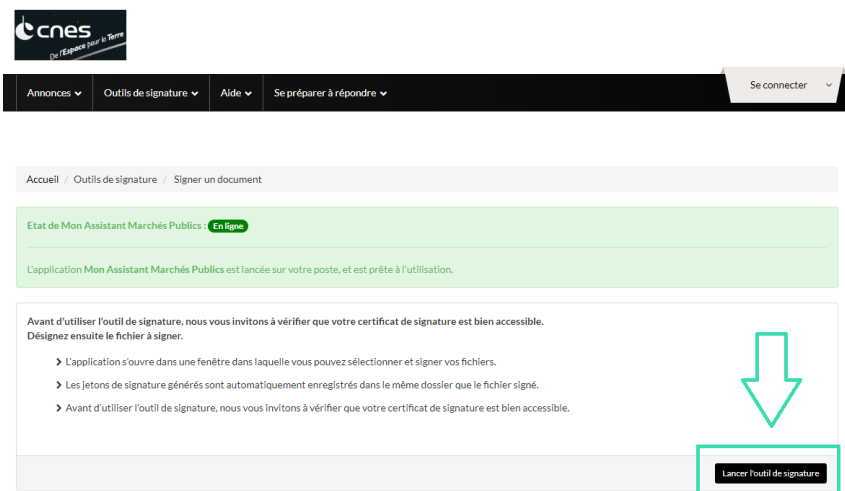 cnes
De l'Espace pour la Terre
Annonces
Outils de signature
Aide
Se préparer à répondre
Se connecter
Accueil / Outils de signature / Signer un document
Etat de Mon Assistant Marchés Publics : En ligne
L'application Mon Assistant Marchés Publics est lancée sur votre poste, et est prête à l'utilisation.
Avant d'utiliser l'outil de signature, nous vous invitons à vérifier que votre certificat de signature est bien accessible.
Désignez ensuite le fichier à signer.
L'application s'ouvre dans une fenêtre dans laquelle vous pouvez sélectionner et signer vos fichiers.
Les jetons de signature générés sont automatiquement enregistrés dans le même dossier que le fichier signé.
Avant d'utiliser l'outil de signature, nous vous invitons à vérifier que votre certificat de signature est bien accessible.
Lancer l'outil de signature